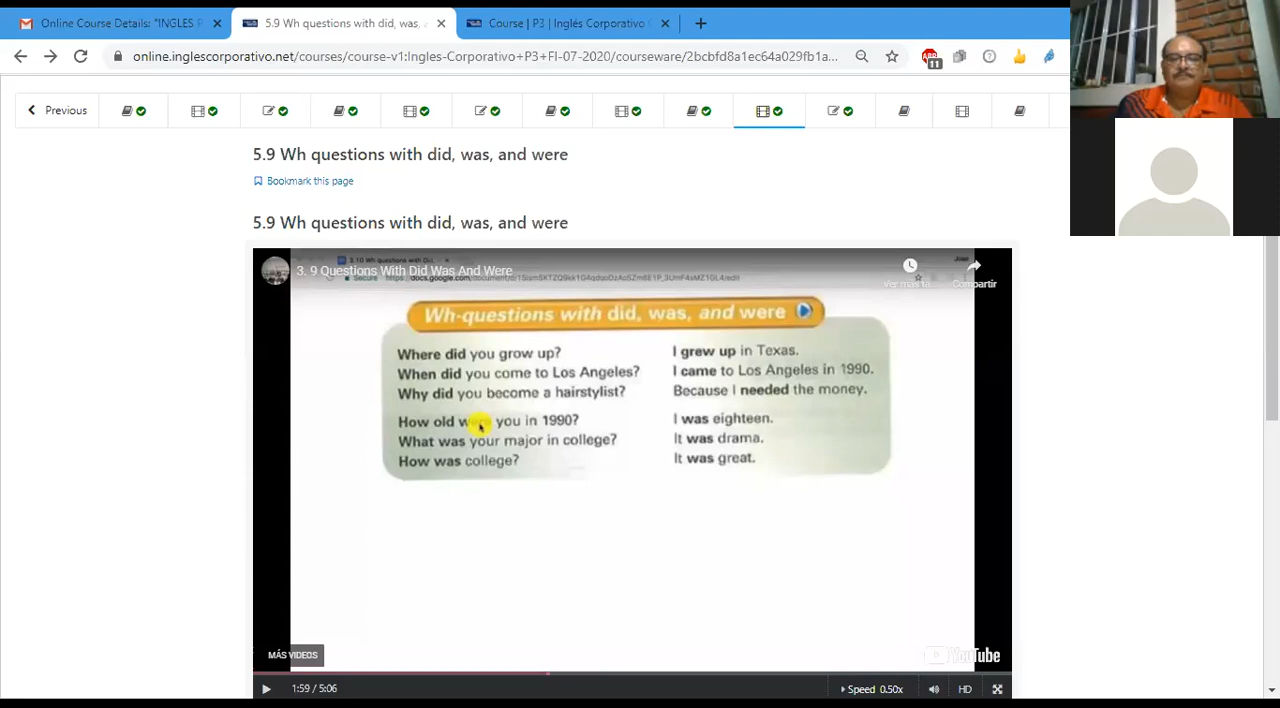 Online Course Details: "INGLES P
5.9 Wh questions with did, was,
Course | P3 | Inglés Corporativo
online.inglescorporativo.net/courses/course-v1:Ingles-Corporativo+P3+FI-07-2020/courseware/2bcbfd8a1ec64a029fb1a...
11
Previous
5.9 Wh questions with did, was, and were
Bookmark this page
5.9 Wh questions with did, was, and were
3. 9 Questions With Did Was And Were
Ver más ta
Compartir
Wh-questions with did, was, and were
Where did you grow up? I grew up in Texas.
When did you come to Los Angeles? I came to Los Angeles in 1990.
Why did you become a hairstylist? Because I needed the money.
How old were you in 1990? I was eighteen.
What was your major in college? It was drama.
How was college? It was great.
MÁS VIDEOS
YouTube
1:59 / 5:06
Speed 0.50x
HD